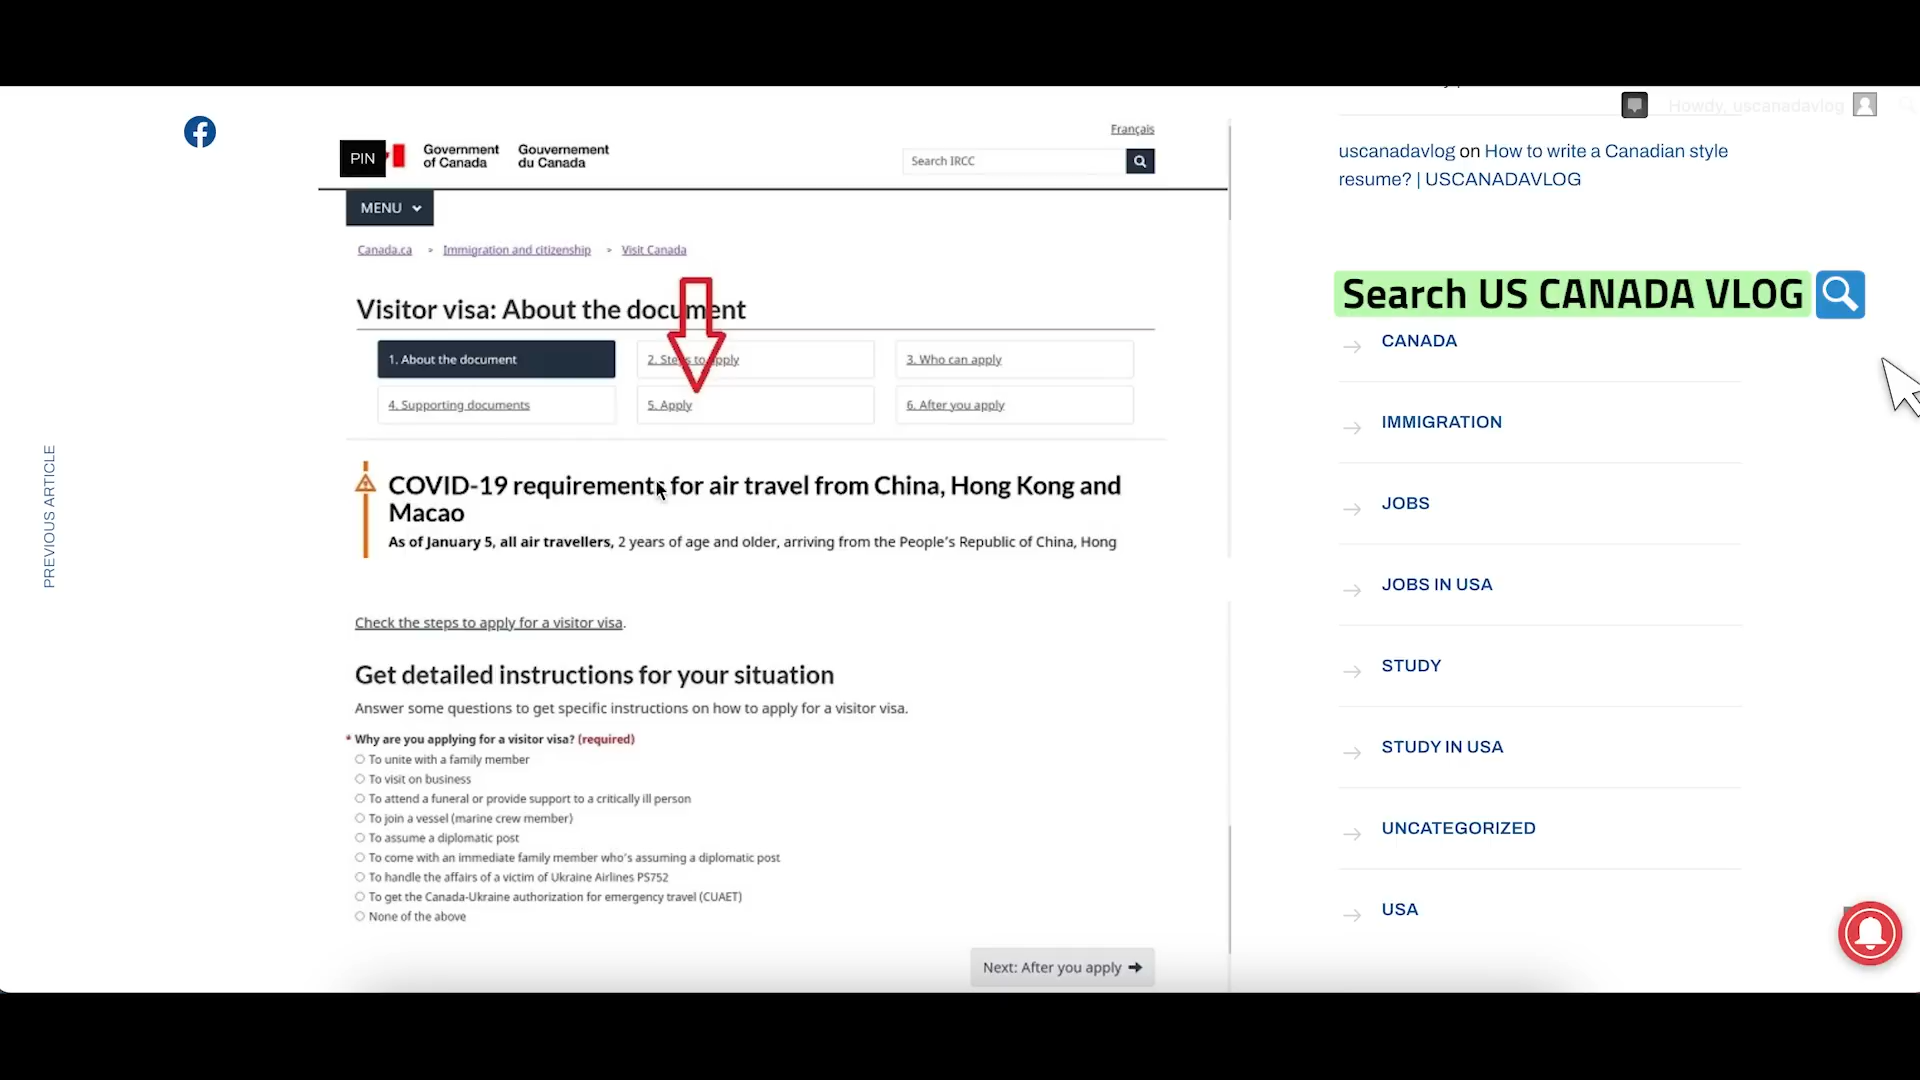 Howdy, uscanadavlog
PREVIOUS ARTICLE
Français
PIN
Government of Canada
Gouvernement du Canada
Search IRCC
MENU
Canada.ca > Immigration and citizenship > Visit Canada
Visitor visa: About the document
1. About the document
2. Steps to apply
3. Who can apply
4. Supporting documents
5. Apply
6. After you apply
COVID-19 requirements for air travel from China, Hong Kong and
Macao
As of January 5, all air travellers, 2 years of age and older, arriving from the People's Republic of China, Hong
Check the steps to apply for a visitor visa.
Get detailed instructions for your situation
Answer some questions to get specific instructions on how to apply for a visitor visa.
* Why are you applying for a visitor visa? (required)
To unite with a family member
To visit on business
To attend a funeral or provide support to a critically ill person
To join a vessel (marine crew member)
To assume a diplomatic post
To come with an immediate family member who's assuming a diplomatic post
To handle the affairs of a victim of Ukraine Airlines PS752
To get the Canada-Ukraine authorization for emergency travel (CUAET)
None of the above
Next: After you apply
uscanadavlog on How to write a Canadian style
resume? | USCANADAVLOG
Search US CANADA VLOG
CANADA
IMMIGRATION
JOBS
JOBS IN USA
STUDY
STUDY IN USA
UNCATEGORIZED
USA